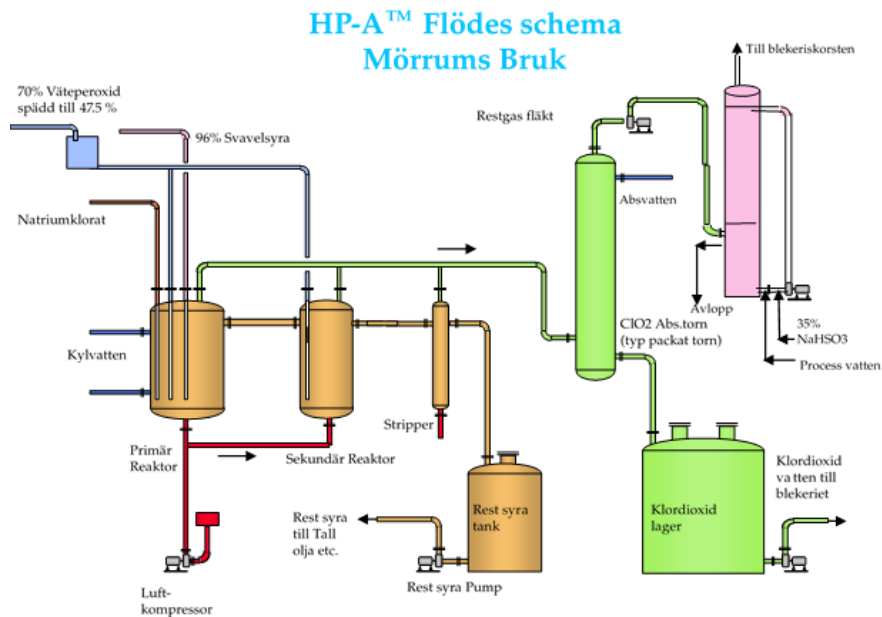 HP-A™ Flödes schema
Mörrums Bruk
Till blekeriskorsten
70% Väteperoxid
spädd till 47.5 %
96% Svavelsyra
Restgas fläkt
Absvatten
Natriumklorat
Avlopp
ClO2 Abs.torn
(typ packat torn)
35%
NaHSO3
Process vatten
Kylvatten
Stripper
Primär
Reaktor
Sekundär Reaktor
Klordioxid
vatten till
blekeriet
Rest syra
till Tall
olja etc.
Rest syra
tank
Klordioxid
lager
Rest syra Pump
Luft-
kompressor